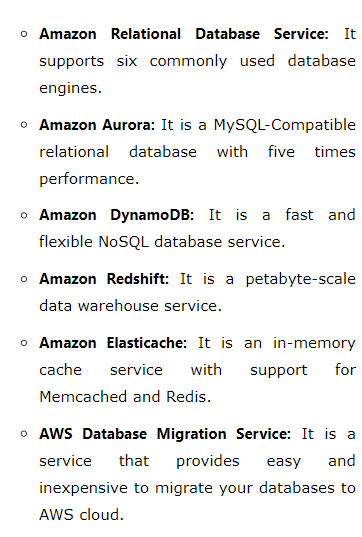 Amazon Relational Database Service: It
supports six commonly used database
engines.
Amazon Aurora: It is a MySQL-Compatible
relational database with five times
performance.
Amazon DynamoDB: It is a fast and
flexible NoSQL database service.
Amazon Redshift: It is a petabyte-scale
data warehouse service.
Amazon Elasticache: It is an in-memory
cache service with support for
Memcached and Redis.
AWS Database Migration Service: It is a
service that provides easy and
inexpensive to migrate your databases to
AWS cloud.